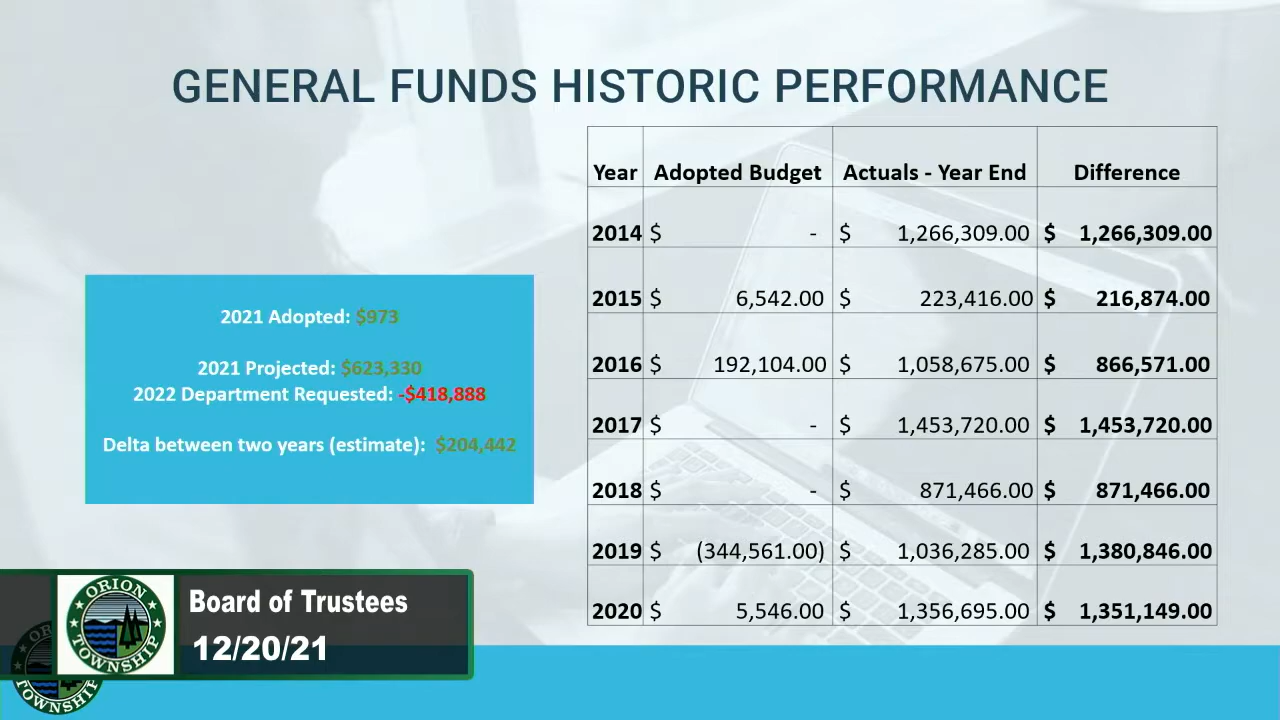 GENERAL FUNDS HISTORIC PERFORMANCE
2021 Adopted: $973
2021 Projected: $623,330
2022 Department Requested: -$418,888
Delta between two years (estimate): $204,442
Year Adopted Budget Actuals - Year End Difference
2014 $ - $ 1,266,309.00 $ 1,266,309.00
2015 $ 6,542.00 $ 223,416.00 $ 216,874.00
2016 $ 192,104.00 $ 1,058,675.00 $ 866,571.00
2017 $ - $ 1,453,720.00 $ 1,453,720.00
2018 $ - $ 871,466.00 $ 871,466.00
2019 $ (344,561.00) $ 1,036,285.00 $ 1,380,846.00
2020 $ 5,546.00 $ 1,356,695.00 $ 1,351,149.00
ORION
TOWNSHIP
Board of Trustees
12/20/21
TOWNSHIP